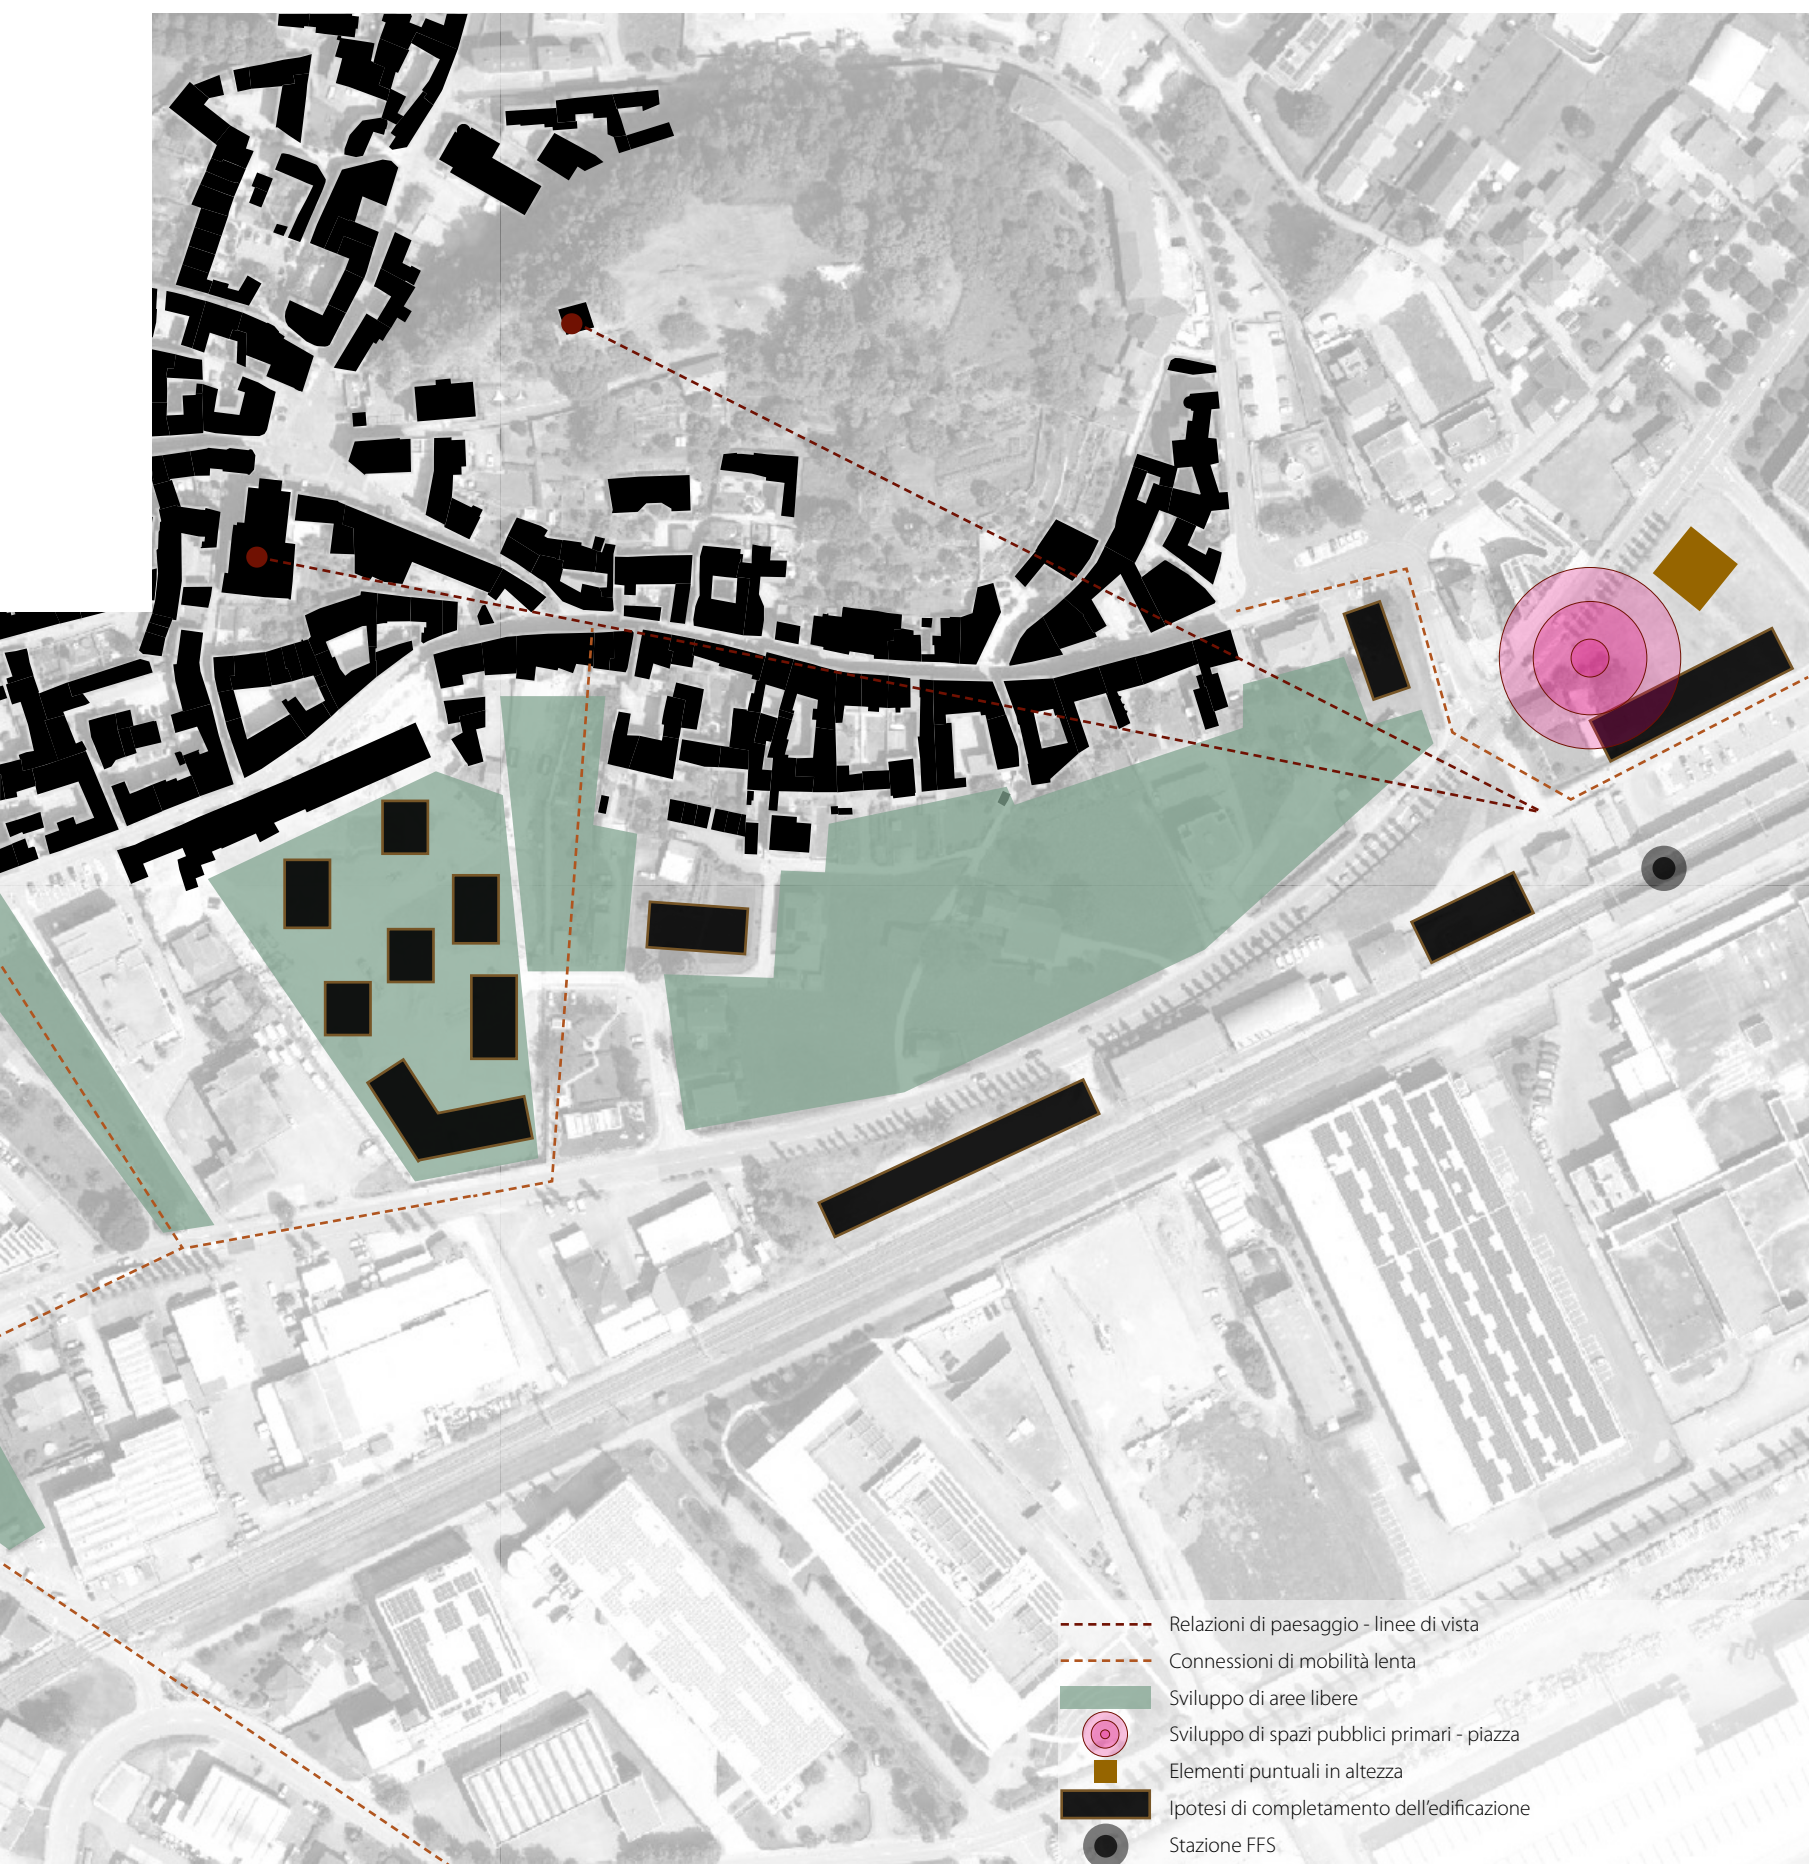 Relazioni di paesaggio - linee di vista
Connessioni di mobilità lenta
Sviluppo di aree libere
Sviluppo di spazi pubblici primari - piazza
Elementi puntuali in altezza
Ipotesi di completamento dell'edificazione
Stazione FFS